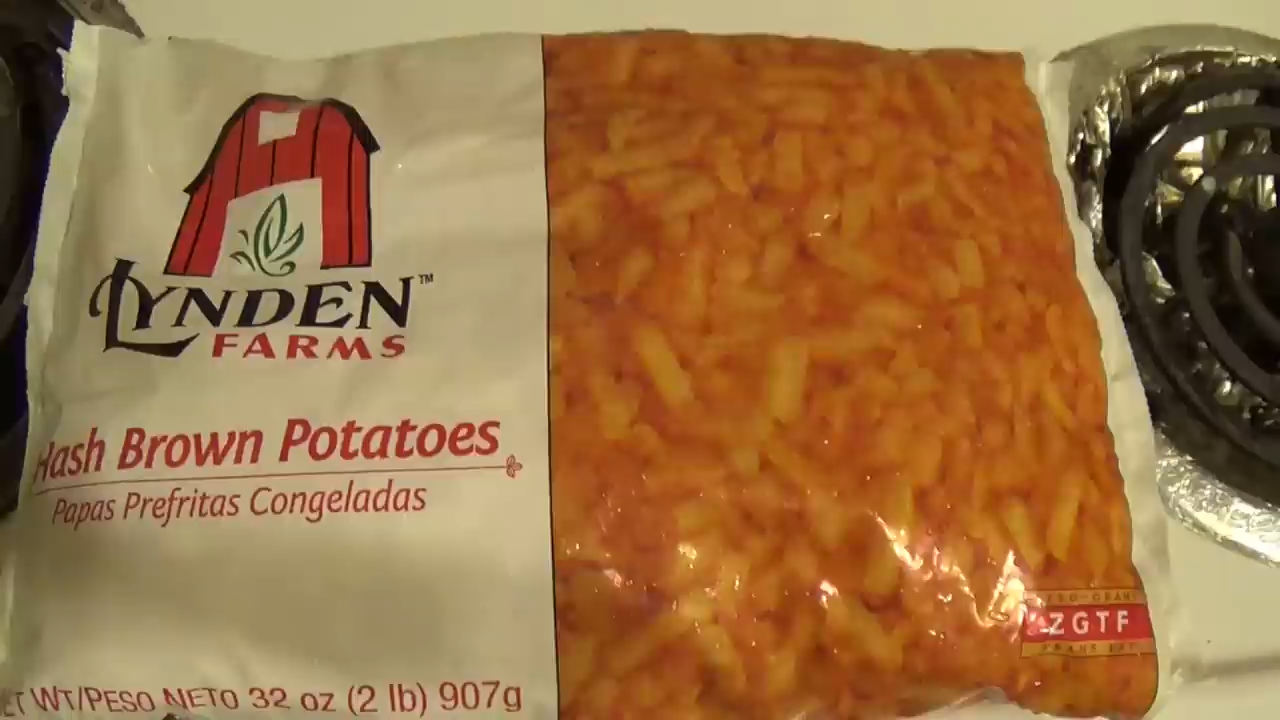 LYNDEN™
FARMS
Hash Brown Potatoes
Papas Prefritas Congeladas
ET WT/PESO NETO 32 oz (2 lb) 907g
ZGTF